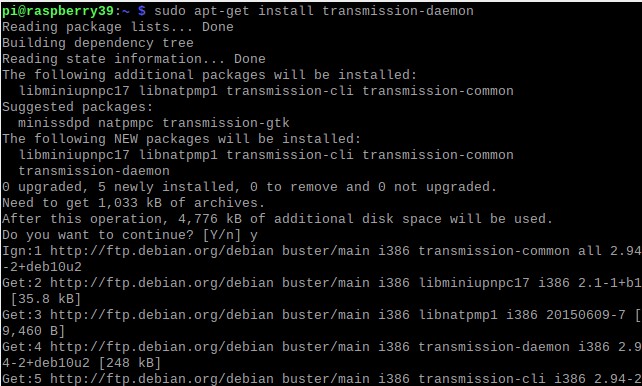 pi@raspberry39:~ $ sudo apt-get install transmission-daemon
Reading package lists... Done
Building dependency tree
Reading state information... Done
The following additional packages will be installed:
  libminiupnpc17 libnatpmp1 transmission-cli transmission-common
Suggested packages:
  minissdpd natpmpc transmission-gtk
The following NEW packages will be installed:
  libminiupnpc17 libnatpmp1 transmission-cli transmission-common
  transmission-daemon
0 upgraded, 5 newly installed, 0 to remove and 0 not upgraded.
Need to get 1,033 kB of archives.
After this operation, 4,776 kB of additional disk space will be used.
Do you want to continue? [Y/n] y
Ign:1 http://ftp.debian.org/debian buster/main i386 transmission-common all 2.94
-2+deb10u2
Get:2 http://ftp.debian.org/debian buster/main i386 libminiupnpc17 i386 2.1-1+b1
 [35.8 kB]
Get:3 http://ftp.debian.org/debian buster/main i386 libnatpmp1 i386 20150609-7 [
9,460 B]
Get:4 http://ftp.debian.org/debian buster/main i386 transmission-daemon i386 2.9
4-2+deb10u2 [248 kB]
Get:5 http://ftp.debian.org/debian buster/main i386 transmission-cli i386 2.94-2